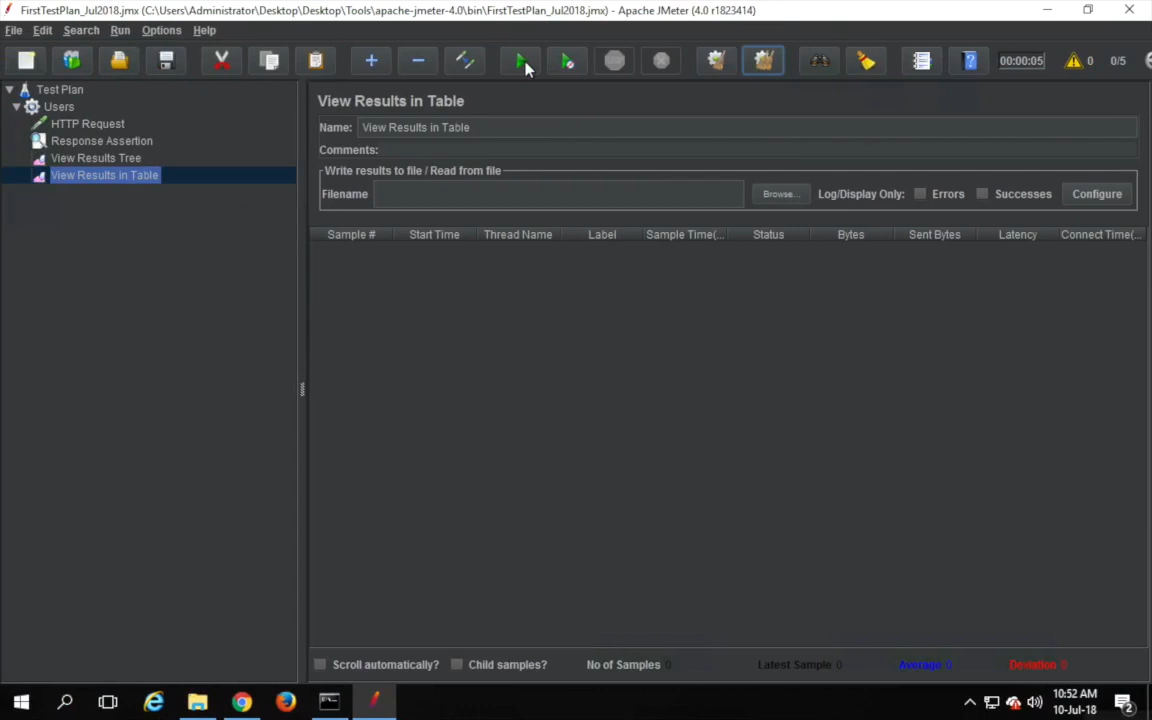 FirstTestPlan_Jul2018.jmx (C:\Users\Administrator\Desktop\Desktop\Tools\apache-jmeter-4.0\bin\FirstTestPlan_Jul2018.jmx) - Apache JMeter (4.0 r1823414)
File Edit Search Run Options Help
00:00:05 0 0/5
Test Plan
Users
HTTP Request
Response Assertion
View Results Tree
View Results in Table
View Results in Table
Name: View Results in Table
Comments:
Write results to file / Read from file
Filename Browse... Log/Display Only: Errors Successes Configure
Sample # Start Time Thread Name Label Sample Time(... Status Bytes Sent Bytes Latency Connect Time(...
Scroll automatically? Child samples? No of Samples 0 Latest Sample 0 Average 0 Deviation 0
10:52 AM
10-Jul-18
2